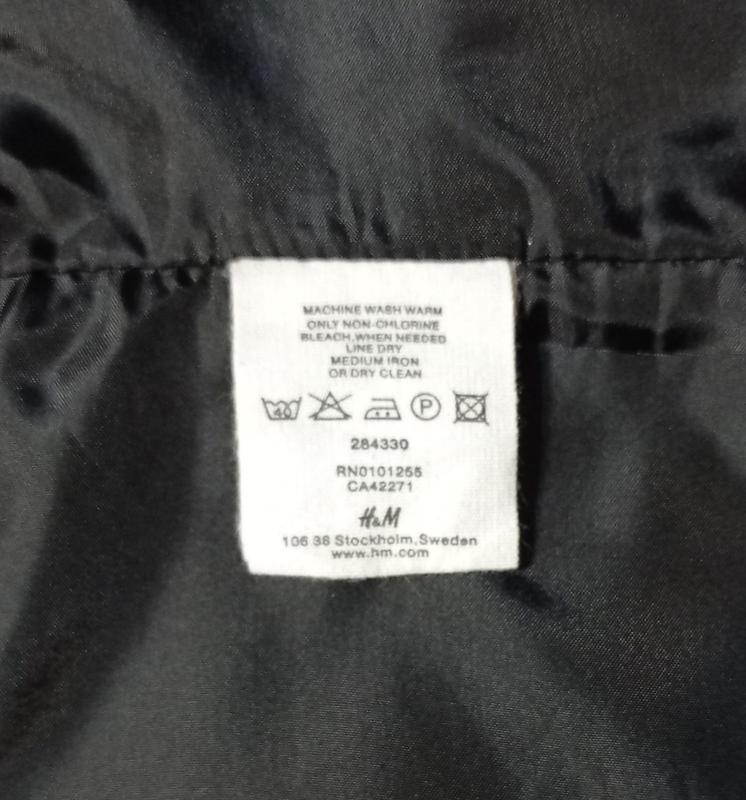 MACHINE WASH WARM
ONLY NON-CHLORINE
BLEACH,WHEN NEEDED
LINE DRY
MEDIUM IRON
OR DRY CLEAN
40 P
284330
RN0101255
CA42271
H&M
106 38 Stockholm,Sweden
www.hm.com